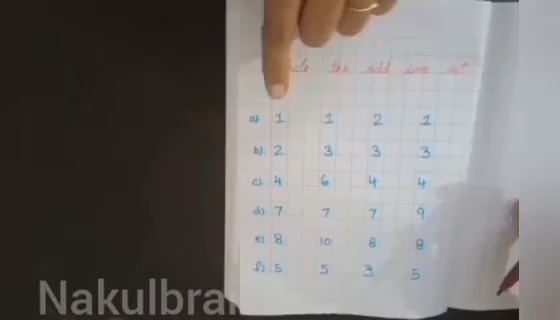 the odd one out
a) 1 1 2 1
b) 2 3 3 3
c) 4 6 4 4
d) 7 7 7 9
e) 8 10 8 8
f) 5 5 3 5